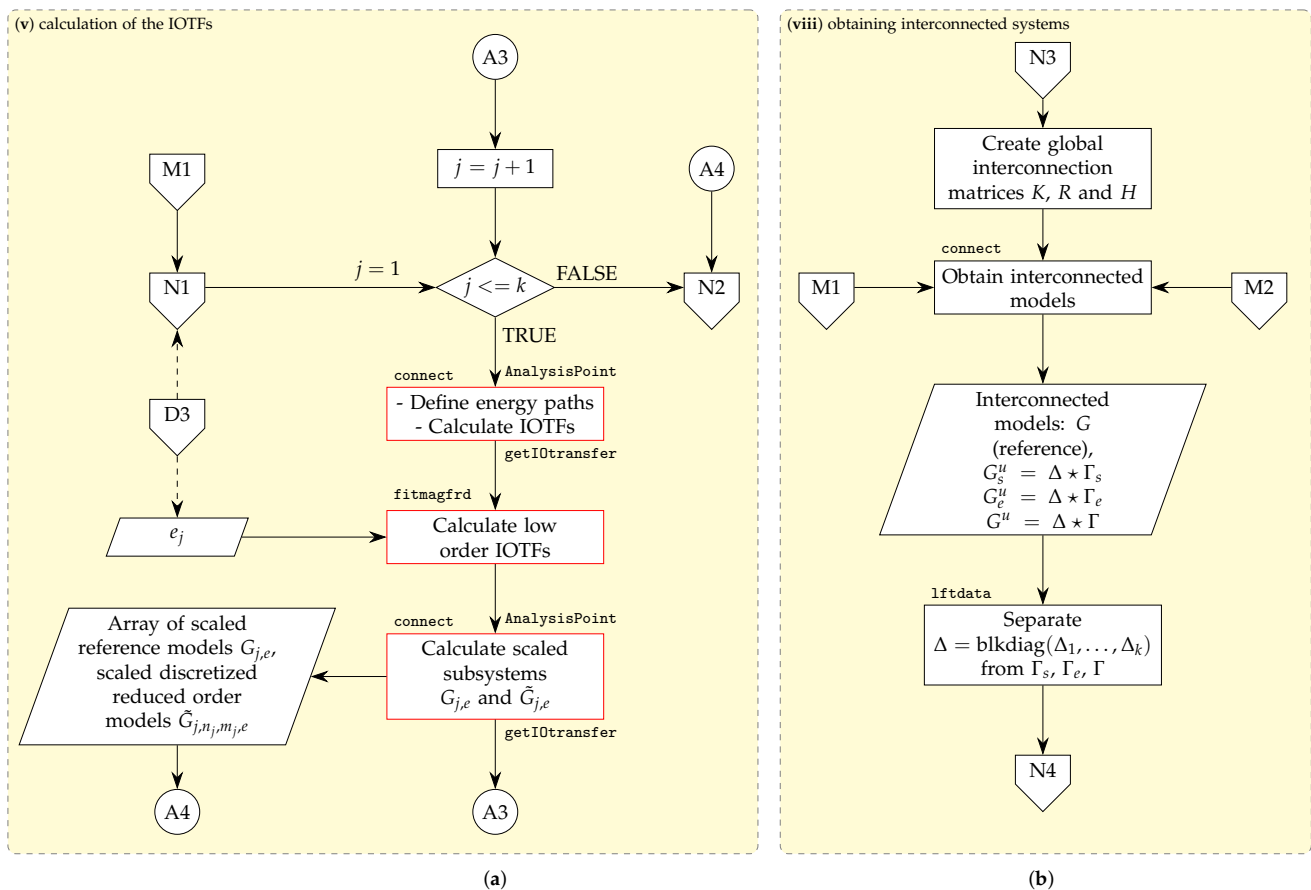 (v) calculation of the IOTFs
A3
j = j + 1
M1
A4
N1
j = 1
j <= k
FALSE
N2
TRUE
connect
AnalysisPoint
- Define energy paths
- Calculate IOTFs
getIOtransfer
D3
fitmagfrd
e_j
Calculate low
order IOTFs
connect
AnalysisPoint
Array of scaled
reference models G_{j,e},
scaled discretized
reduced order
models G̃_{j,n_j,m_j,e}
Calculate scaled
subsystems
G_{j,e} and G̃_{j,e}
getIOtransfer
A4
A3
(a)
(viii) obtaining interconnected systems
N3
Create global
interconnection
matrices K, R and H
connect
M1
Obtain interconnected
models
M2
Interconnected
models: G
(reference),
G_s^u = Δ ⋆ Γ_s
G_e^u = Δ ⋆ Γ_e
G^u = Δ ⋆ Γ
lftdata
Separate
Δ = blkdiag(Δ_1, . . . , Δ_k)
from Γ_s, Γ_e, Γ
N4
(b)